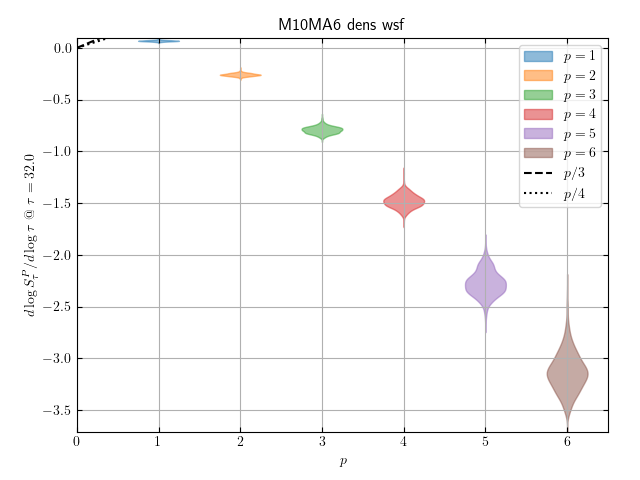 M10MA6 dens wsf
d log S_τ^P / d log τ @ τ = 32.0
0.0
−0.5
−1.0
−1.5
−2.0
−2.5
−3.0
−3.5
0 1 2 3 4 5 6
p
p = 1
p = 2
p = 3
p = 4
p = 5
p = 6
p/3
p/4